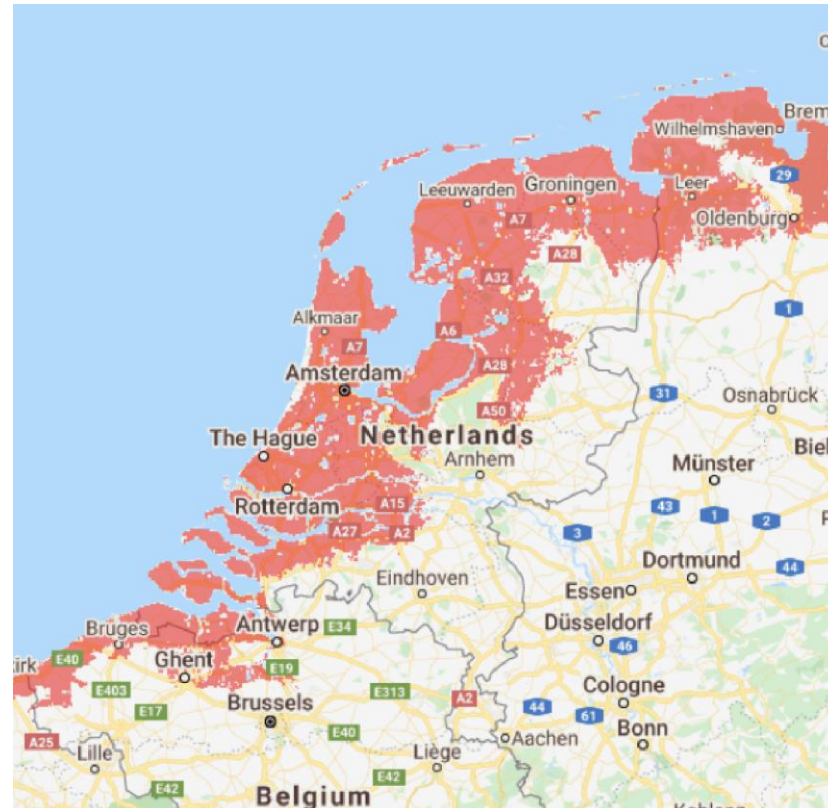 Brem
Wilhelmshaven
29
Leeuwarden
Groningen
Leer
A7
Oldenburg
A28
A32
1
Alkmaar
A6
A7
A28
Amsterdam
31
Osnabrück
A50
The Hague
Netherlands
Biel
Arnhem
Münster
Rotterdam
A15
43
1
2
A27
A2
3
Dortmund
44
Eindhoven
Essen
Bruges
Antwerp
E34
Düsseldorf
46
E40
Ghent
E19
kirk
E403
E313
A2
Cologne
E17
Brussels
44
61
E40
Bonn
A25
Aachen
Lille
Liège
E42
E42
Belgium